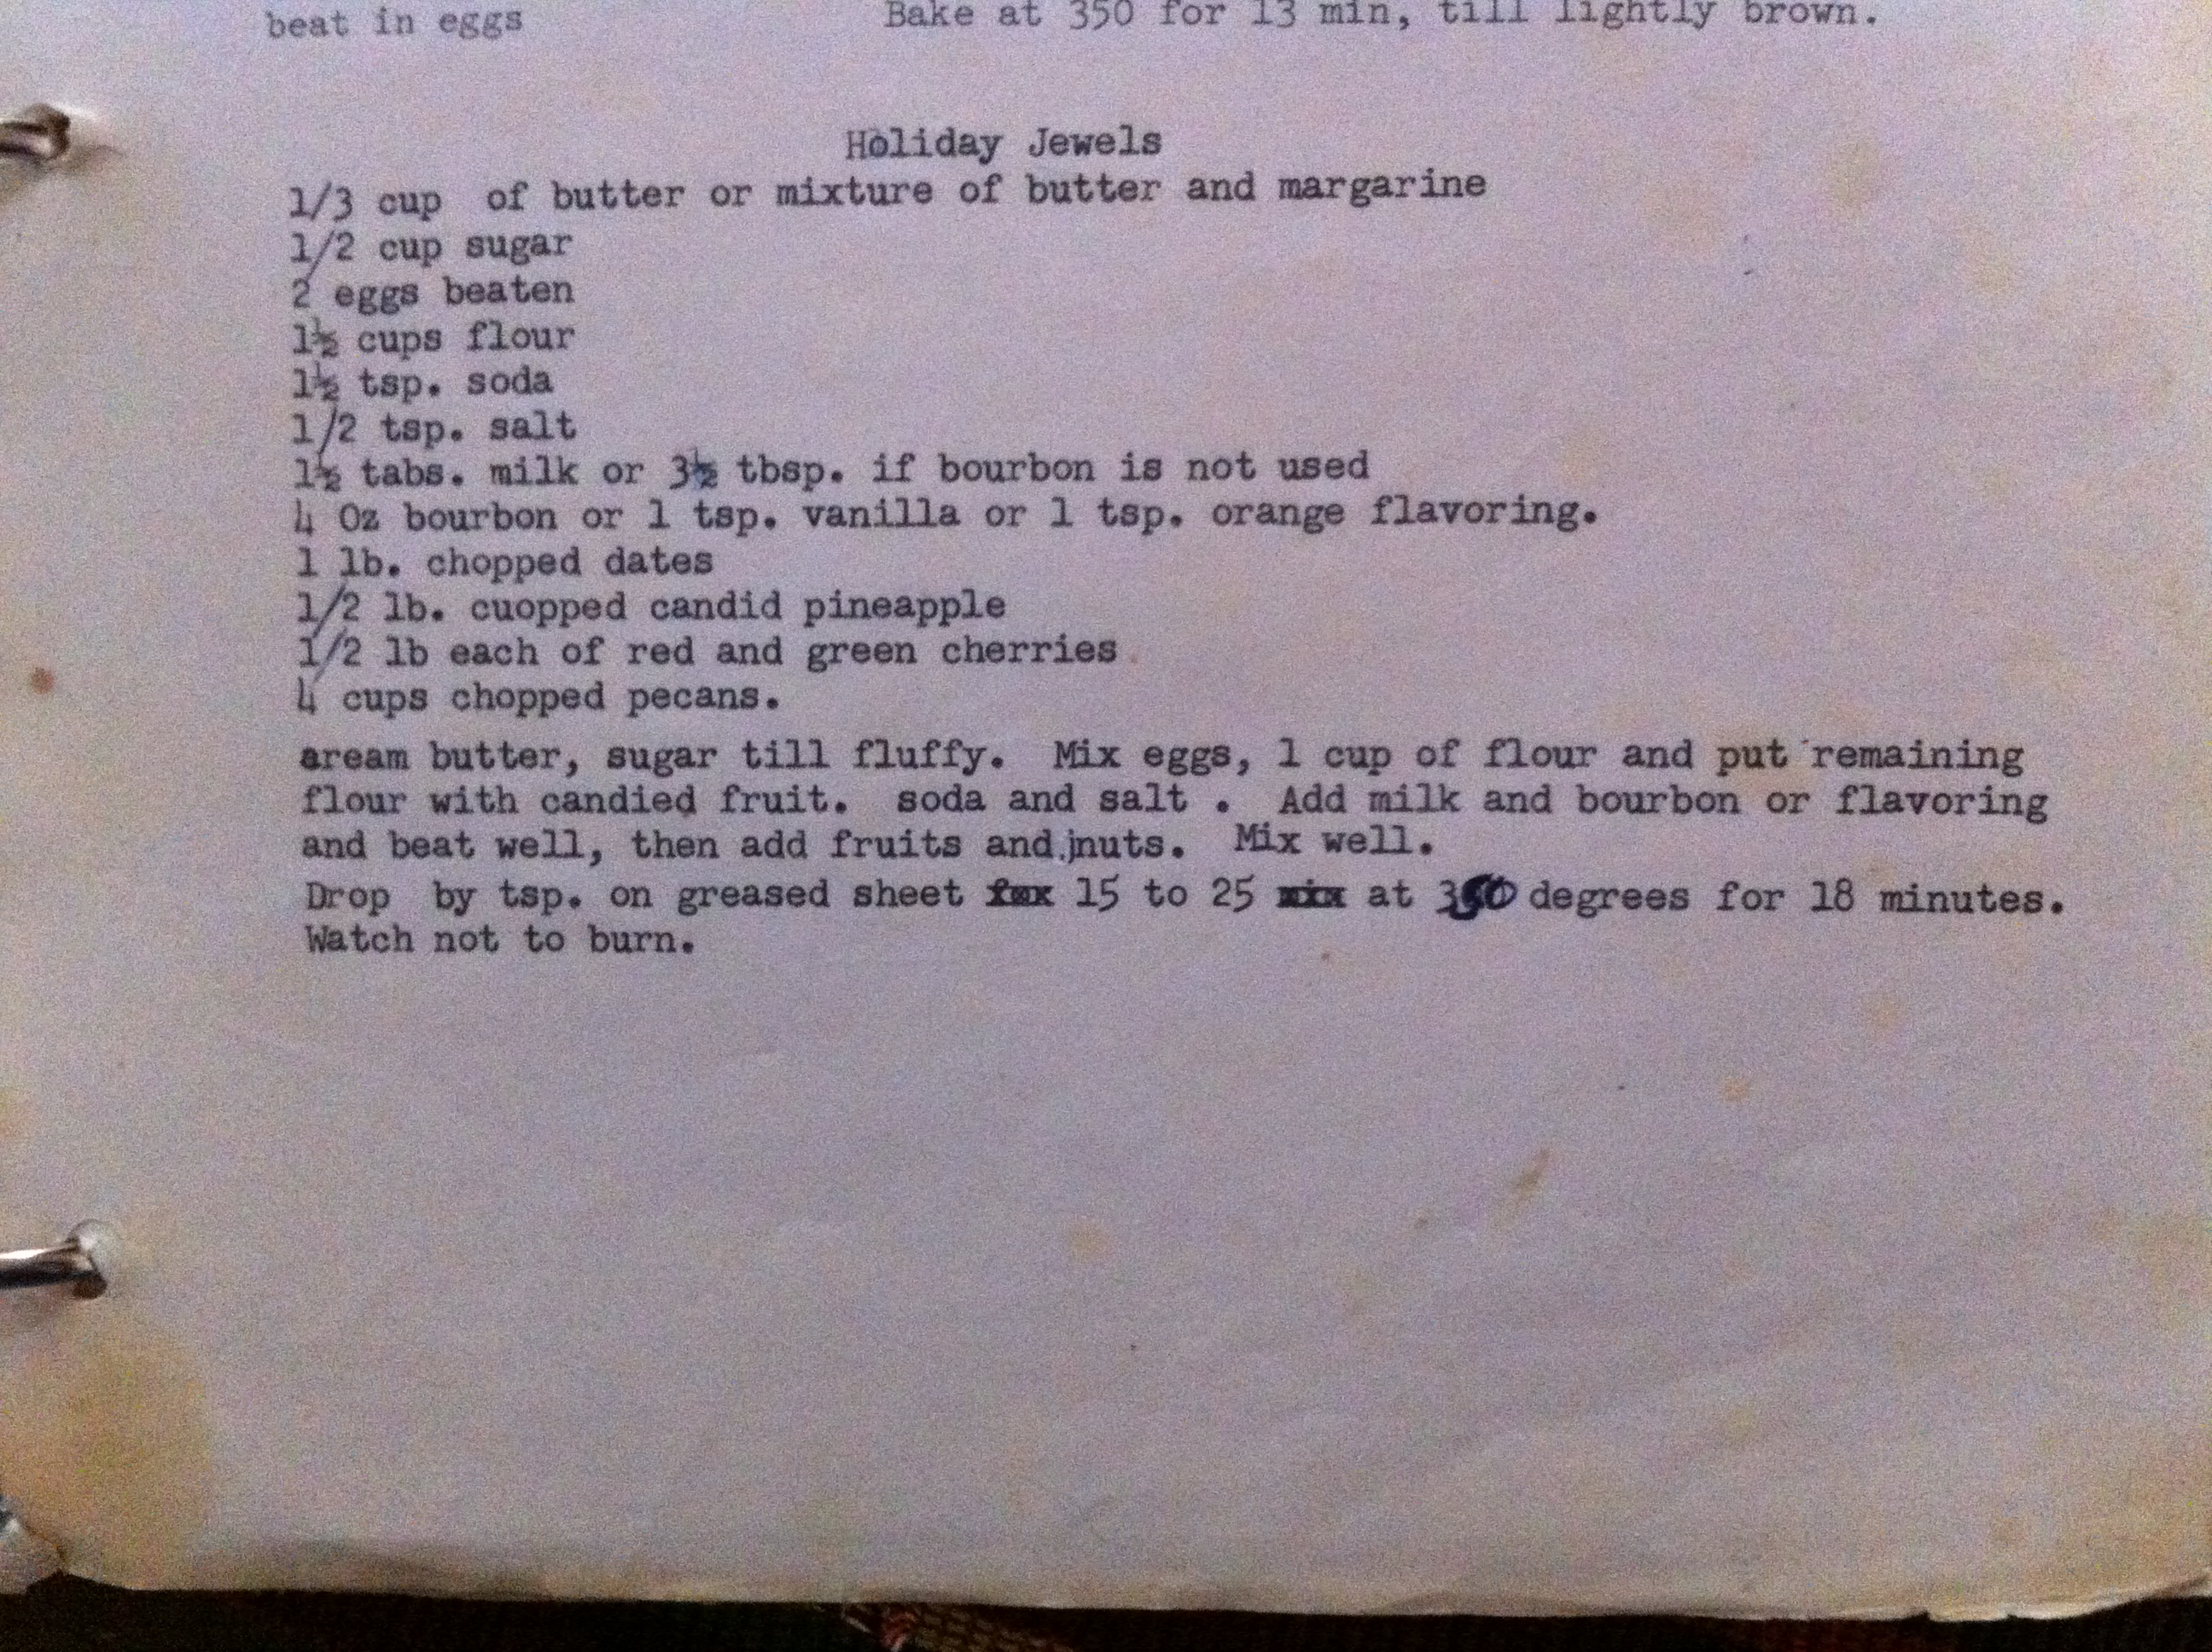 beat in eggs Bake at 350 for 13 min, till lightly brown.
Holiday Jewels
1/3 cup of butter or mixture of butter and margarine
1/2 cup sugar
2 eggs beaten
1½ cups flour
1½ tsp. soda
1/2 tsp. salt
1½ tabs. milk or 3½ tbsp. if bourbon is not used
4 Oz bourbon or 1 tsp. vanilla or 1 tsp. orange flavoring.
1 lb. chopped dates
1/2 lb. cuopped candid pineapple
1/2 lb each of red and green cherries
4 cups chopped pecans.
aream butter, sugar till fluffy. Mix eggs, 1 cup of flour and put remaining
flour with candied fruit. soda and salt . Add milk and bourbon or flavoring
and beat well, then add fruits and jnuts. Mix well.
Drop by tsp. on greased sheet 15 to 25 at 350 degrees for 18 minutes.
Watch not to burn.